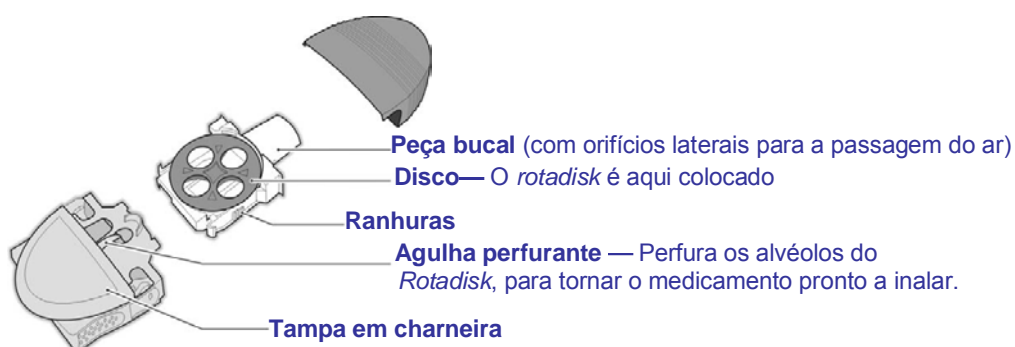 Peça bucal (com orifícios laterais para a passagem do ar)
Disco— O rotadisk é aqui colocado
Ranhuras
Agulha perfurante — Perfura os alvéolos do
Rotadisk, para tornar o medicamento pronto a inalar.
Tampa em charneira